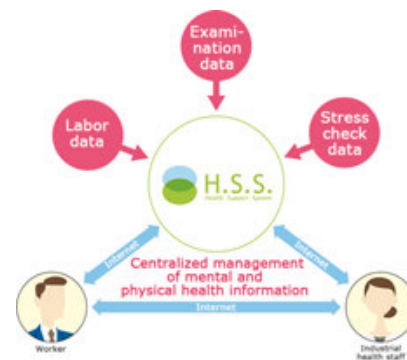 Exami-
nation
data
Labor
data
Stress
check
data
H.S.S.
Health Support System
Internet
Internet
Centralized management
of mental and
physical health information
Internet
Worker
Industrial
health staff